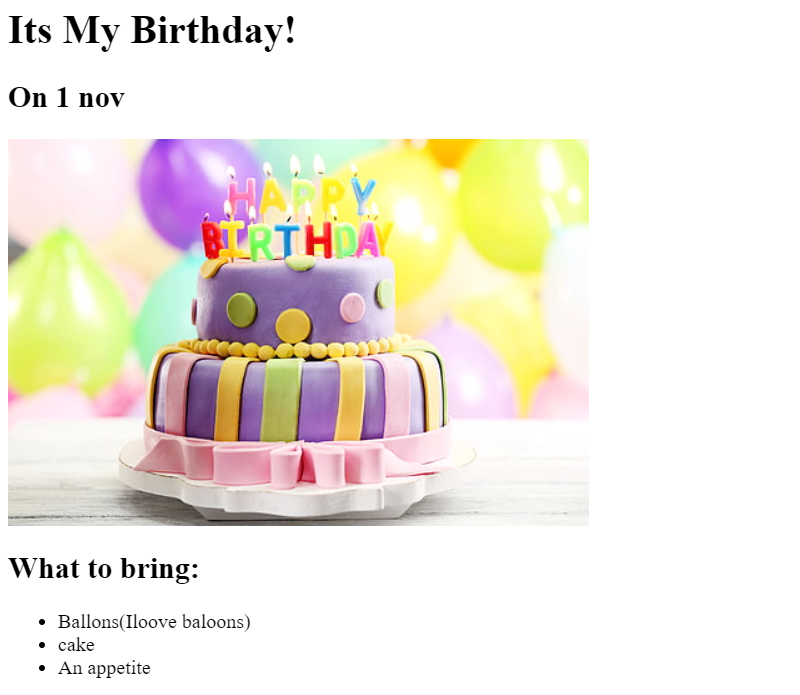 Its My Birthday!
On 1 nov
HAPPY
BIRTHDAY
What to bring:
Ballons(Iloove baloons)
cake
An appetite